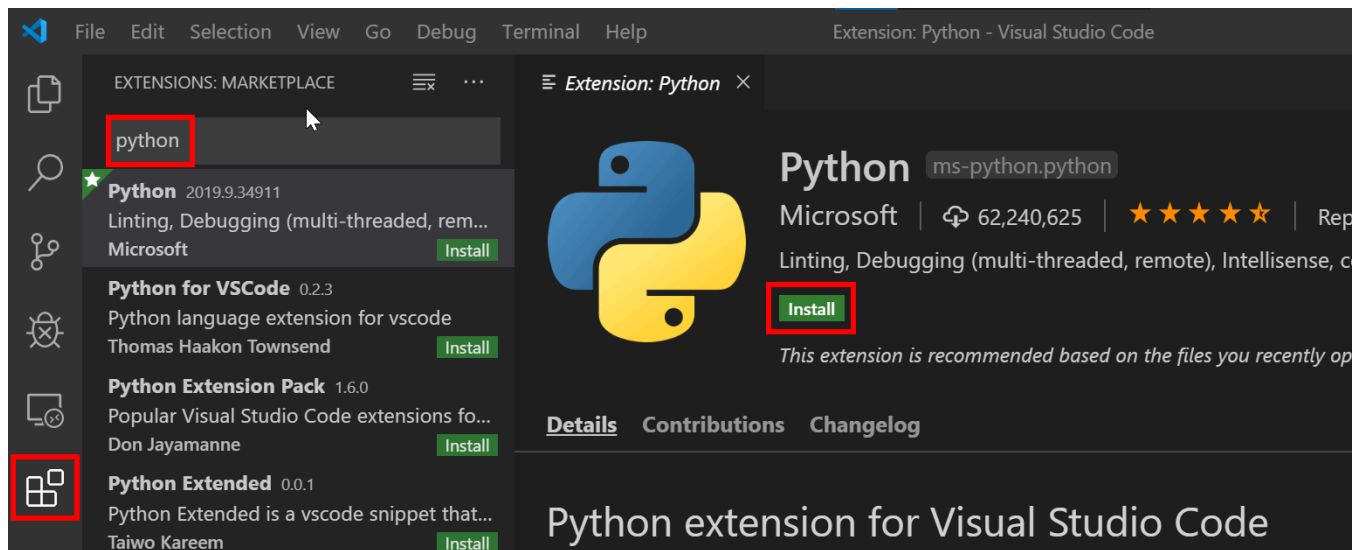 File Edit Selection View Go Debug Terminal Help Extension: Python - Visual Studio Code
EXTENSIONS: MARKETPLACE
python
Python 2019.9.34911
Linting, Debugging (multi-threaded, rem...
Microsoft Install
Python for VSCode 0.2.3
Python language extension for vscode
Thomas Haakon Townsend Install
Python Extension Pack 1.6.0
Popular Visual Studio Code extensions fo...
Don Jayamanne Install
Python Extended 0.0.1
Python Extended is a vscode snippet that...
Taiwo Kareem Install
Extension: Python
Python ms-python.python
Microsoft 62,240,625 Rep
Linting, Debugging (multi-threaded, remote), Intellisense, c
Install
This extension is recommended based on the files you recently op
Details Contributions Changelog
Python extension for Visual Studio Code